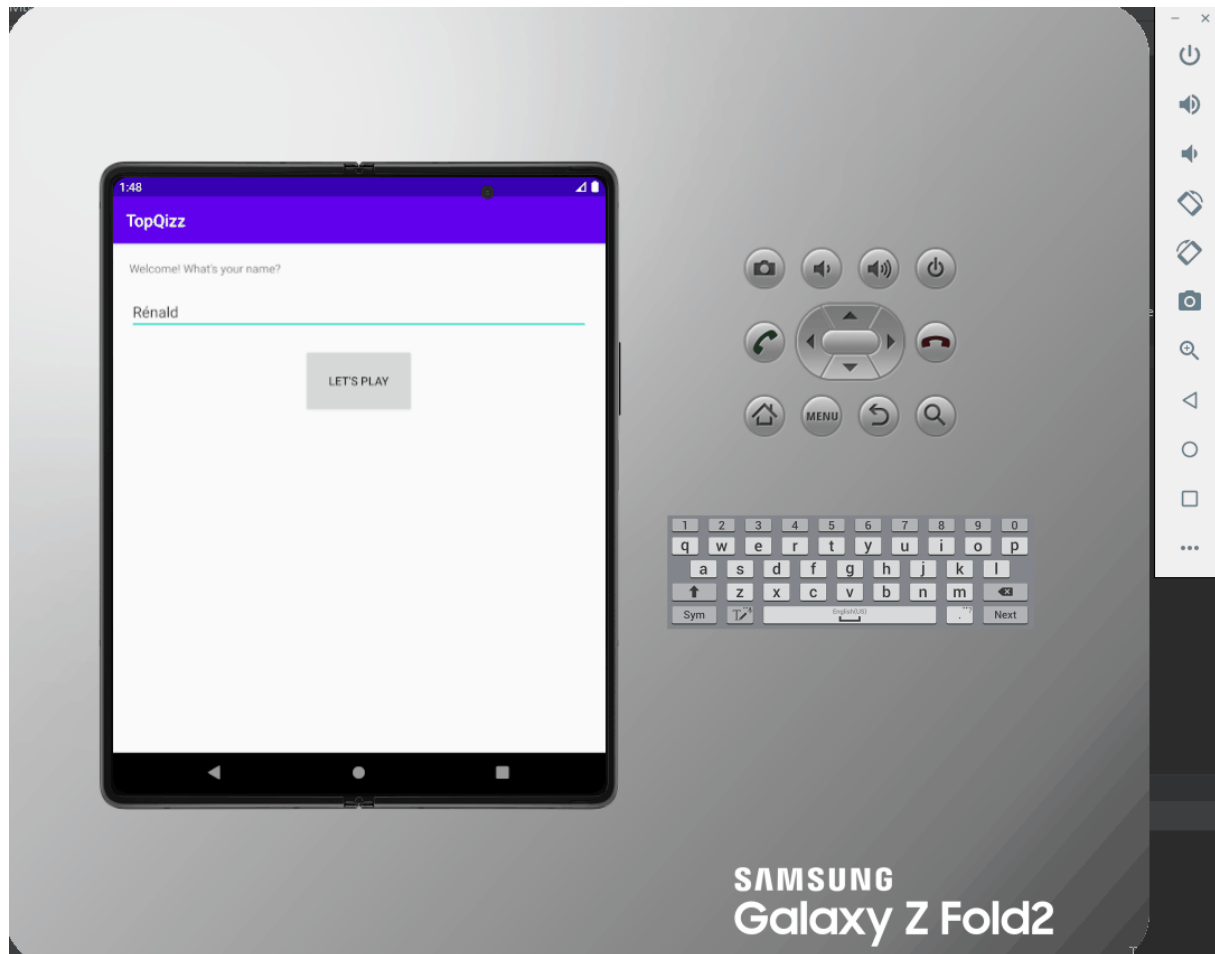 1:48
TopQizz
Welcome! What's your name?
Rénald
LET'S PLAY
MENU
1 2 3 4 5 6 7 8 9 0
q w e r t y u i o p
a s d f g h j k l
z x c v b n m
Sym English(US) . Next
SAMSUNG
Galaxy Z Fold2